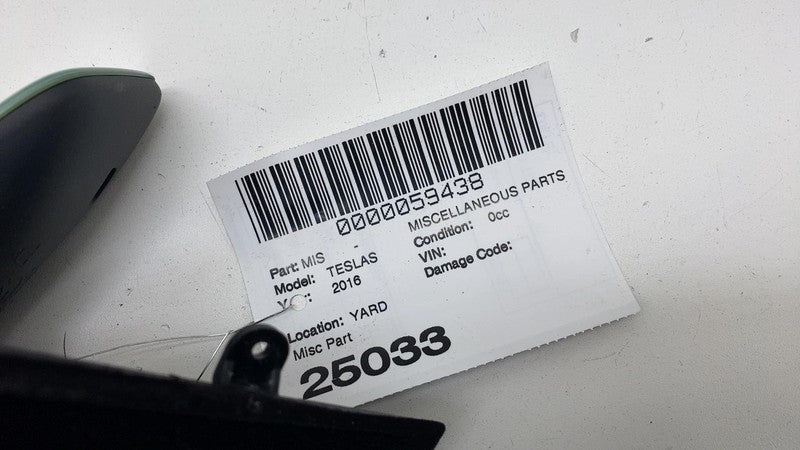 0000059438
Part: MIS - MISCELLANEOUS PARTS
Model: TESLAS Condition: 0cc
2016 VIN:
Location: YARD Damage Code:
Misc Part
25033